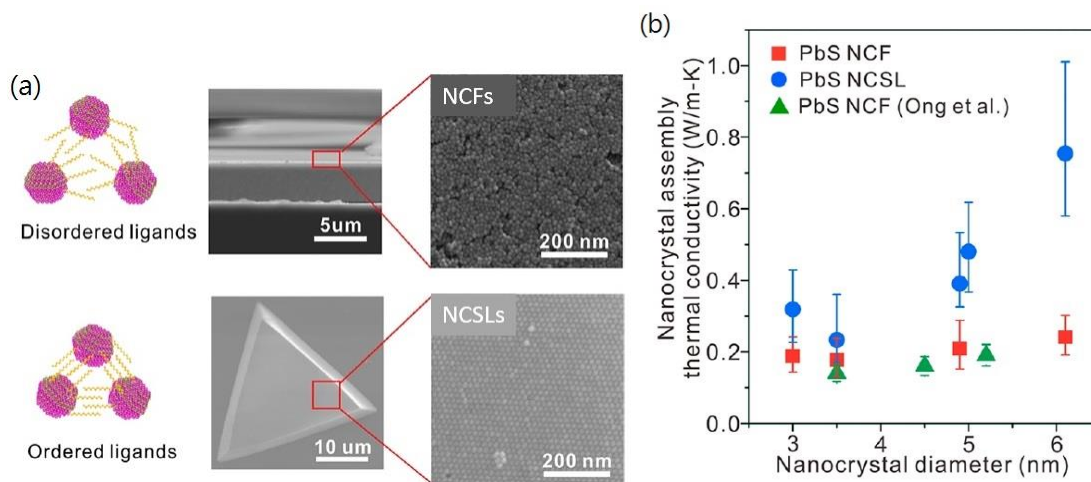 (a)
Disordered ligands
5um
NCFs
200 nm
Ordered ligands
10 um
NCSLs
200 nm
(b)
Nanocrystal assembly
thermal conductivity (W/m-K)
1.0
0.8
0.6
0.4
0.2
0.0
PbS NCF
PbS NCSL
PbS NCF (Ong et al.)
3
4
5
6
Nanocrystal diameter (nm)